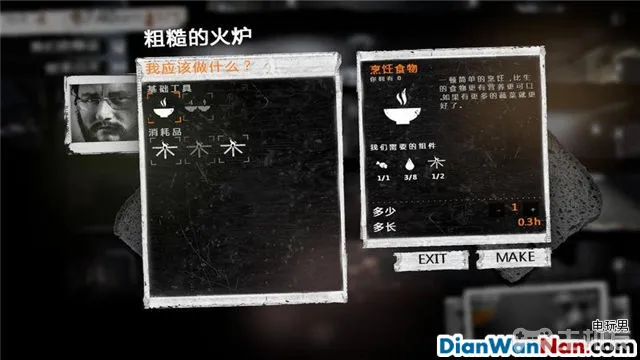 粗糙的火炉
我应该做什么？
基础工具
消耗品
烹饪食物
你耗有 0
一顿简单的烹饪,比生
的食物更有营养更可口
.如果有更多的蔬菜就更
好了.
我们需要的组件
1/1 3/8 1/2
多少 1 +
多长 0.3h
EXIT MAKE
电玩男
DianWanNan.com